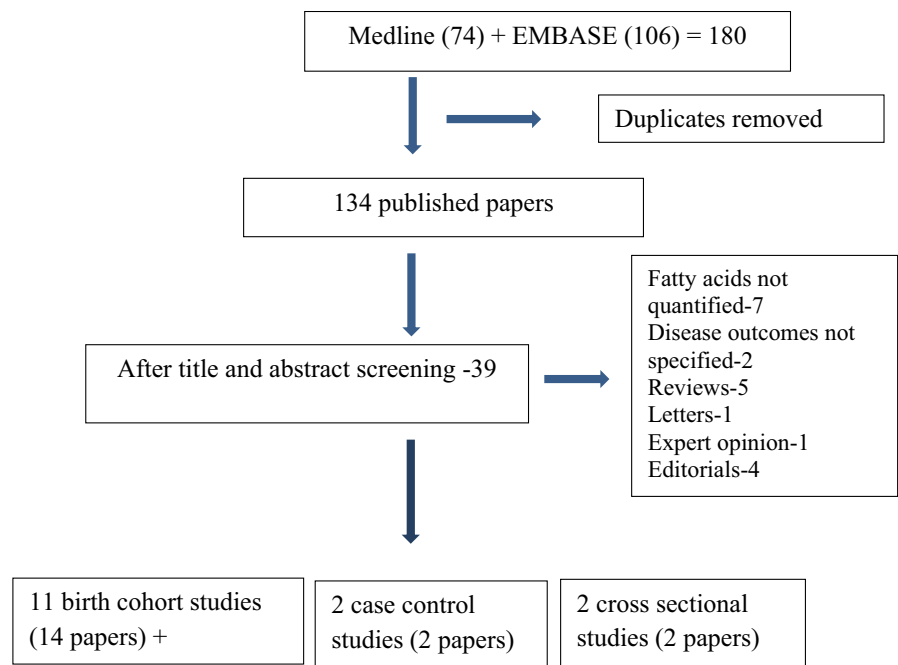 Medline (74) + EMBASE (106) = 180
Duplicates removed
134 published papers
Fatty acids not
quantified-7
Disease outcomes not
specified-2
Reviews-5
Letters-1
Expert opinion-1
Editorials-4
After title and abstract screening -39
11 birth cohort studies
(14 papers) +
2 case control
studies (2 papers)
2 cross sectional
studies (2 papers)